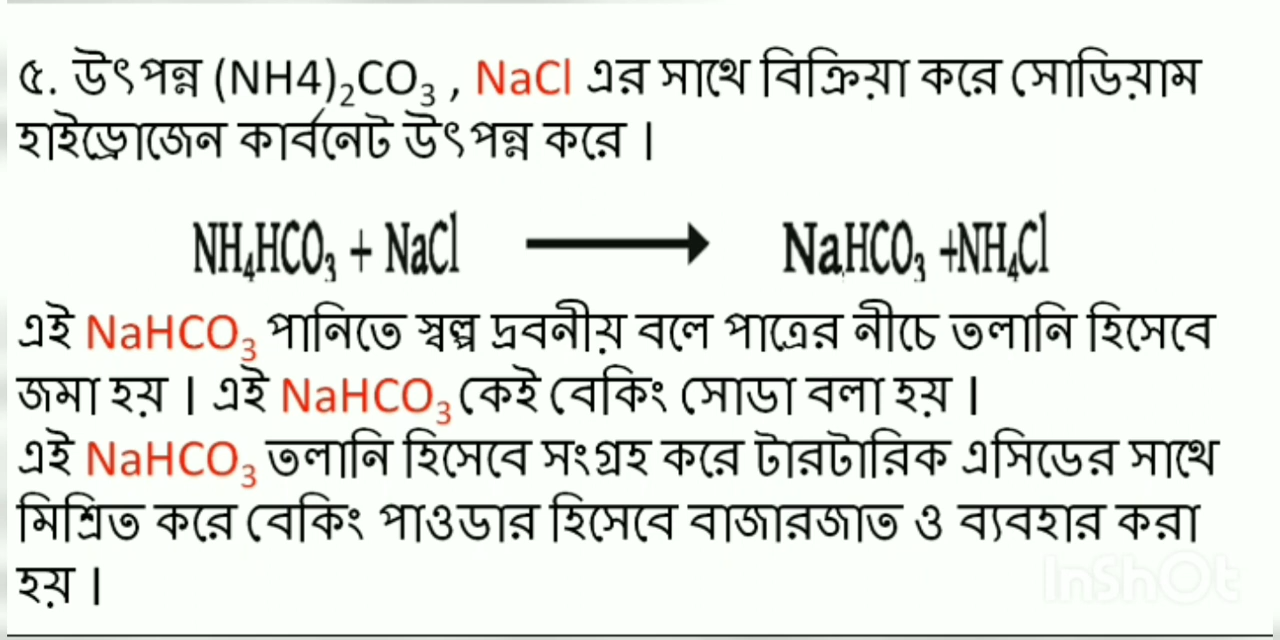 ৫. উৎপন্ন (NH4)₂CO₃ , NaCl এর সাথে বিক্রিয়া করে সোডিয়াম
হাইড্রোজেন কার্বনেট উৎপন্ন করে ।
NH₄HCO₃ + NaCl ⟶ NaHCO₃ +NH₄Cl
এই NaHCO₃ পানিতে স্বল্প দ্রবনীয় বলে পাত্রের নীচে তলানি হিসেবে
জমা হয় । এই NaHCO₃ কেই বেকিং সোডা বলা হয় ।
এই NaHCO₃ তলানি হিসেবে সংগ্রহ করে টারটারিক এসিডের সাথে
মিশ্রিত করে বেকিং পাওডার হিসেবে বাজারজাত ও ব্যবহার করা
হয় ।
InShOt